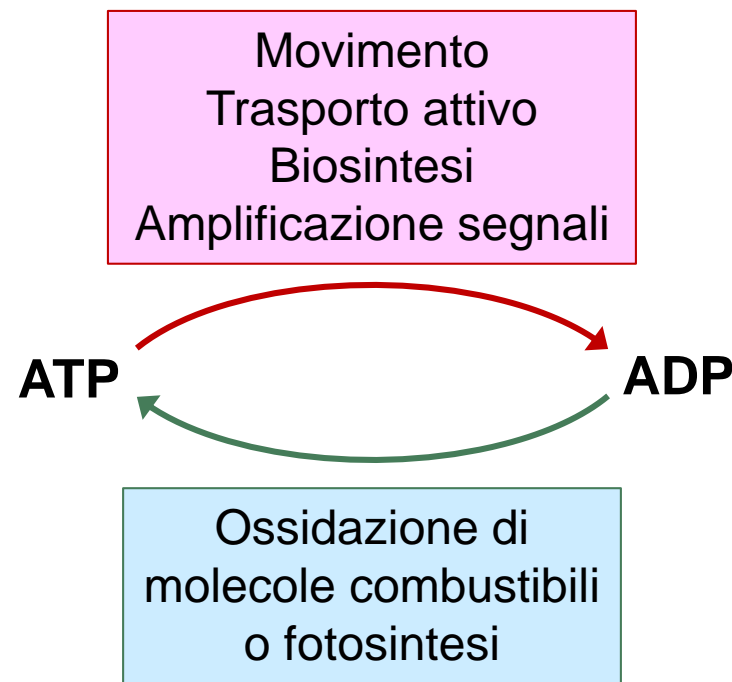 Movimento
Trasporto attivo
Biosintesi
Amplificazione segnali
ATP
ADP
Ossidazione di
molecole combustibili
o fotosintesi